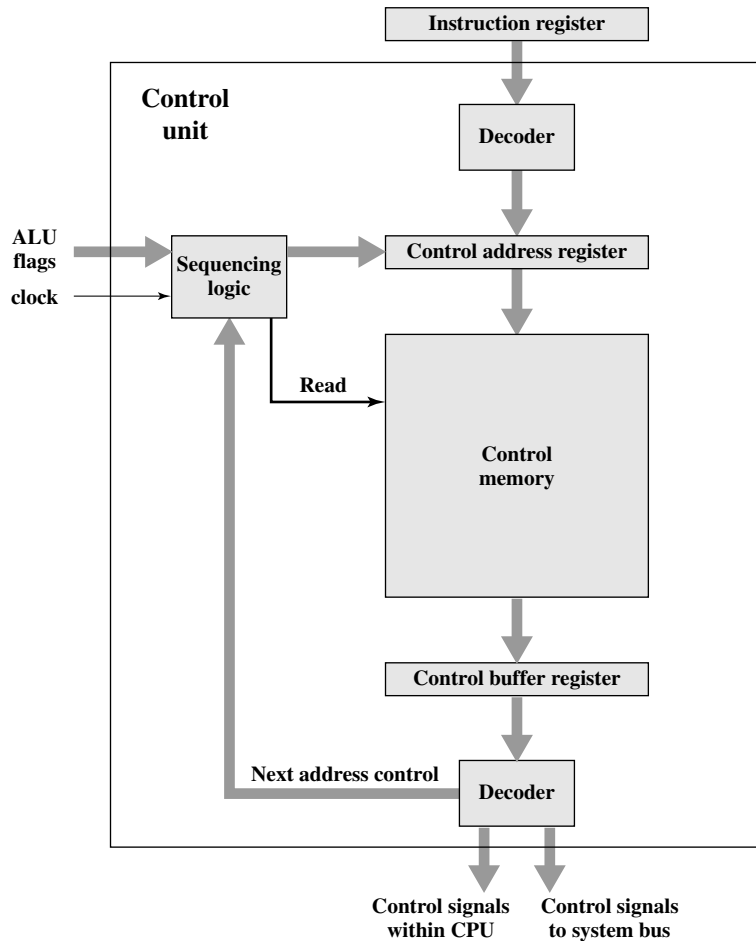 Instruction register
Control
unit
Decoder
ALU
flags
Sequencing
logic
Control address register
clock
Read
Control
memory
Control buffer register
Next address control
Decoder
Control signals
within CPU
Control signals
to system bus